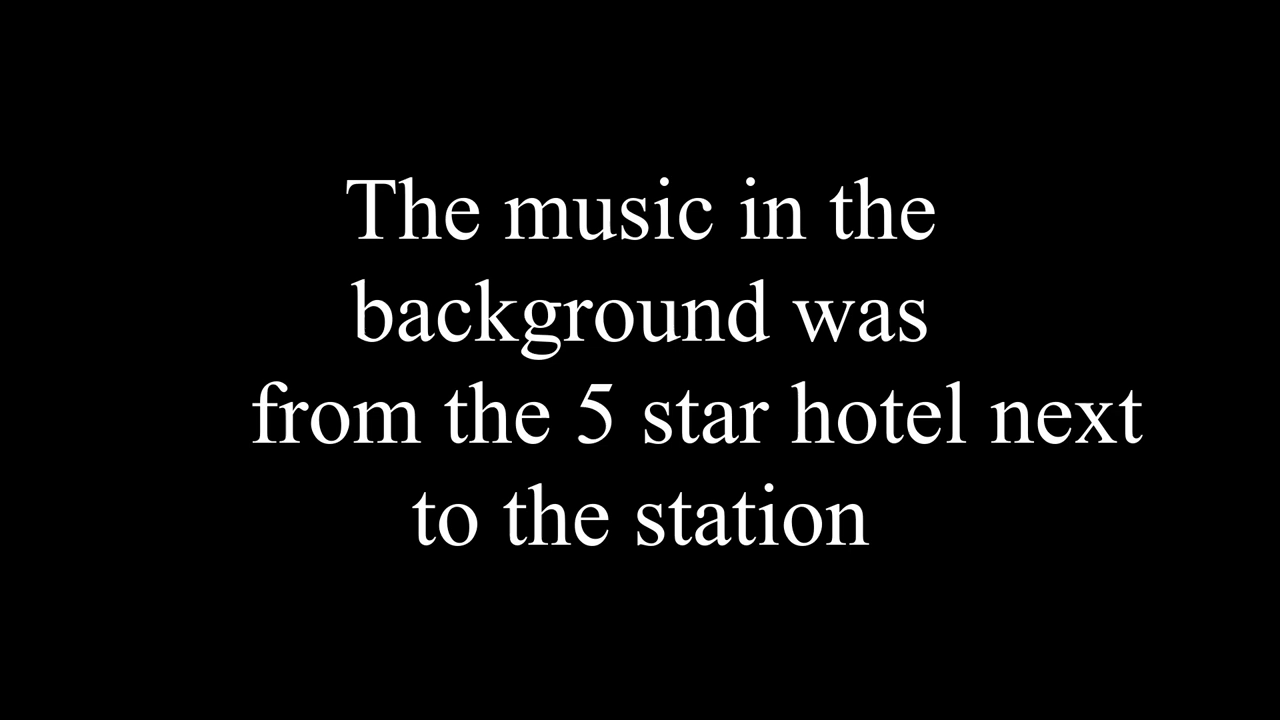 The music in the
background was
from the 5 star hotel next
to the station